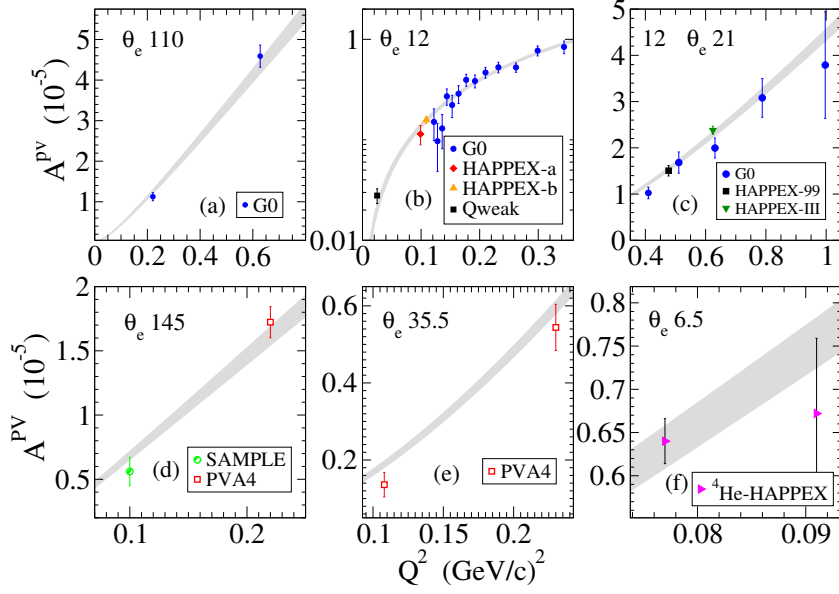 θe 110
5
4
3
2
1
0.2 0.4 0.6
(a)
G0
θe 12
1
0.01
0 0.1 0.2 0.3
(b)
G0
HAPPEX-a
HAPPEX-b
Qweak
12 θe 21
5
4
3
2
1
0
0.4 0.6 0.8 1
(c)
G0
HAPPEX-99
HAPPEX-III
A^PV (10^-5)
θe 145
2
1.5
1
0.5
0.1 0.2
(d)
SAMPLE
PVA4
θe 35.5
0.6
0.4
0.2
0.1 0.15 0.2
(e)
PVA4
θe 6.5
0.8
0.7
0.6
0.08 0.09
(f)
^4He-HAPPEX
A^PV (10^-5)
Q^2 (GeV/c)^2